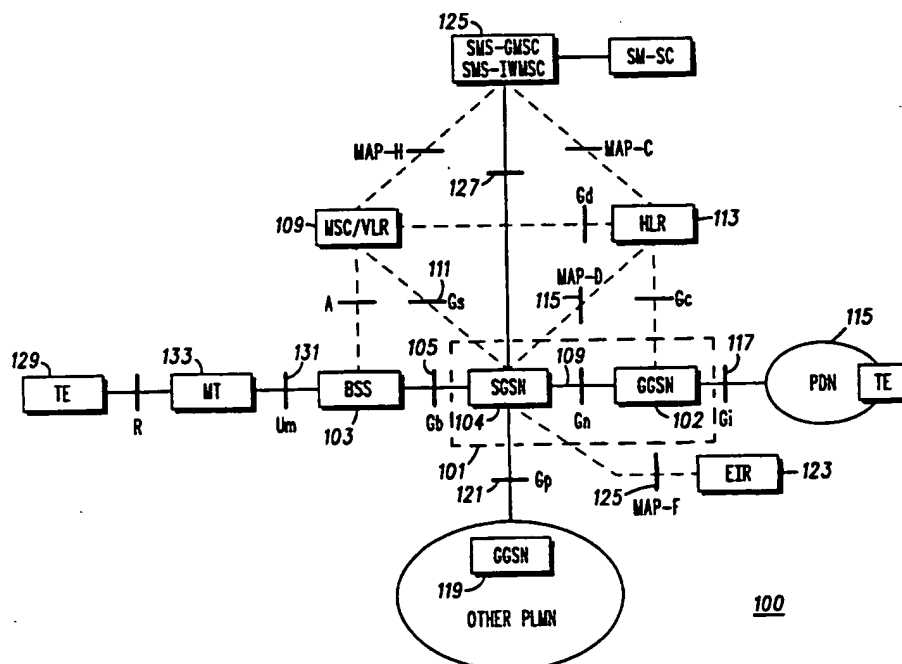 125
SMS-GMSC
SMS-IWMSC
SM-SC
MAP-H
MAP-C
127
Gd
109
MSC/VLR
HLR
113
111
MAP-D
A
Gs
115
Gc
115
129
133
131
105
109
117
TE
MT
BSS
SGSN
GGSN
PDN
TE
R
Um
103
Gb
104
Gn
102
Gi
101
121
Gp
125
EIR
123
MAP-F
GGSN
119
OTHER PLMN
100